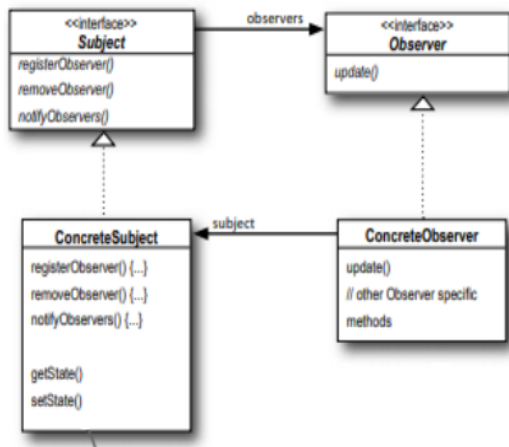 <<interface>>
Subject
registerObserver()
removeObserver()
notifyObservers()
observers
<<interface>>
Observer
update()
ConcreteSubject
registerObserver() {...}
removeObserver() {...}
notifyObservers() {...}
getState()
setState()
subject
ConcreteObserver
update()
// other Observer specific
methods